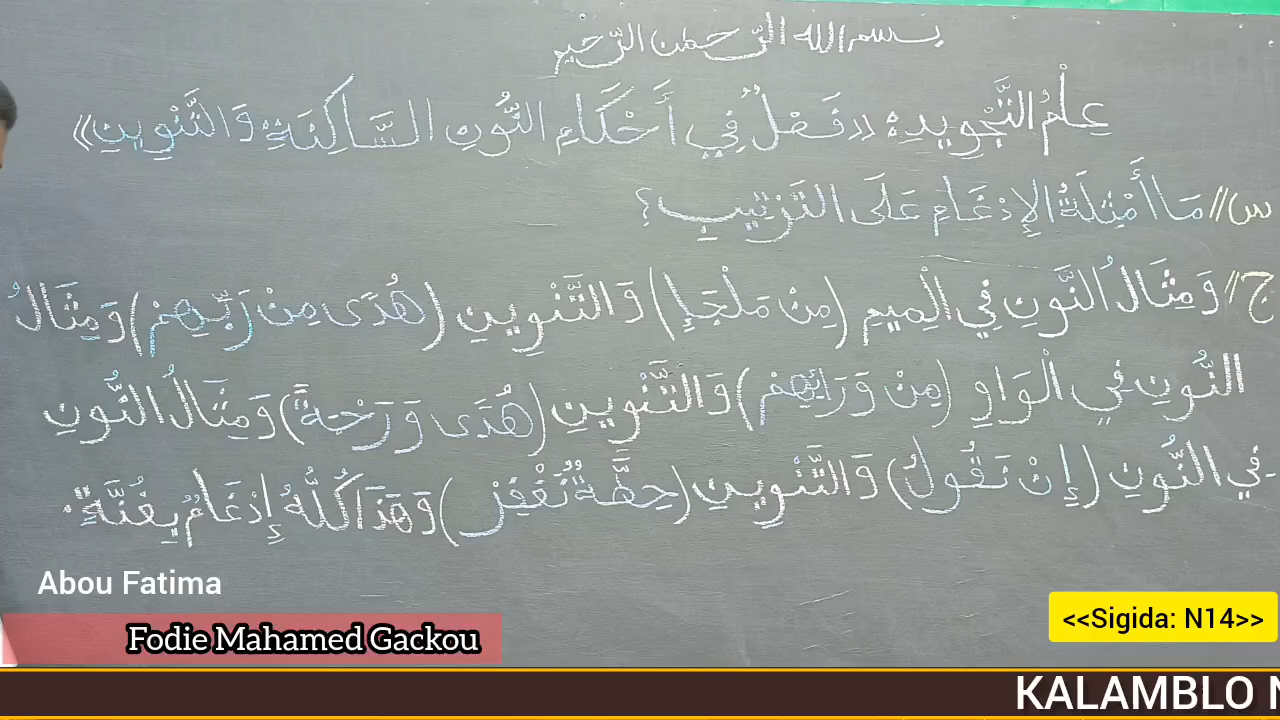 بسم الله الرحمن الرحيم
عِلْمُ التَّجْوِيدِ: «فَصْلٌ فِي أَحْكَامِ النُّونِ السَّاكِنَةِ وَالتَّنْوِينِ»
س// مَا أَمْثِلَةُ الإِدْغَامِ عَلَى التَّرْتِيبِ؟
ج// وَمِثَالُ النُّونِ فِي الْمِيمِ (مِنْ مَلْجَإٍ) وَالتَّنْوِينِ (هُدًى مِنْ رَبِّهِمْ) وَمِثَالُ
النُّونِ فِي الْوَاوِ (مِنْ وَرَائِهِمْ) وَالتَّنْوِينِ (هُدًى وَرَحْمَةً) وَمِثَالُ النُّونِ
فِي النُّونِ (إِنْ نَقُولُ) وَالتَّنْوِينِ (حِطَّةٌ نَغْفِرْ) وَهَذَا كُلُّهُ إِدْغَامٌ بِغُنَّةٍ.
Abou Fatima
Fodie Mahamed Gackou
<<Sigida: N14>>
KALAMBLO